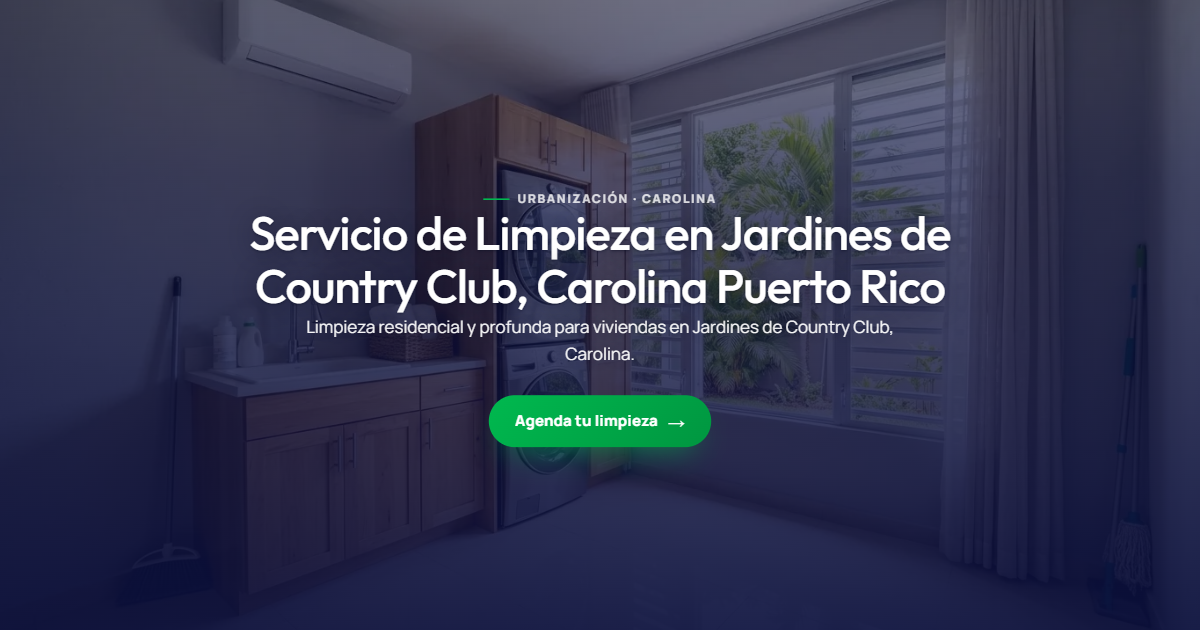 URBANIZACIÓN · CAROLINA
Servicio de Limpieza en Jardines de
Country Club, Carolina Puerto Rico
Limpieza residencial y profunda para viviendas en Jardines de Country Club,
Carolina.
Agenda tu limpieza →